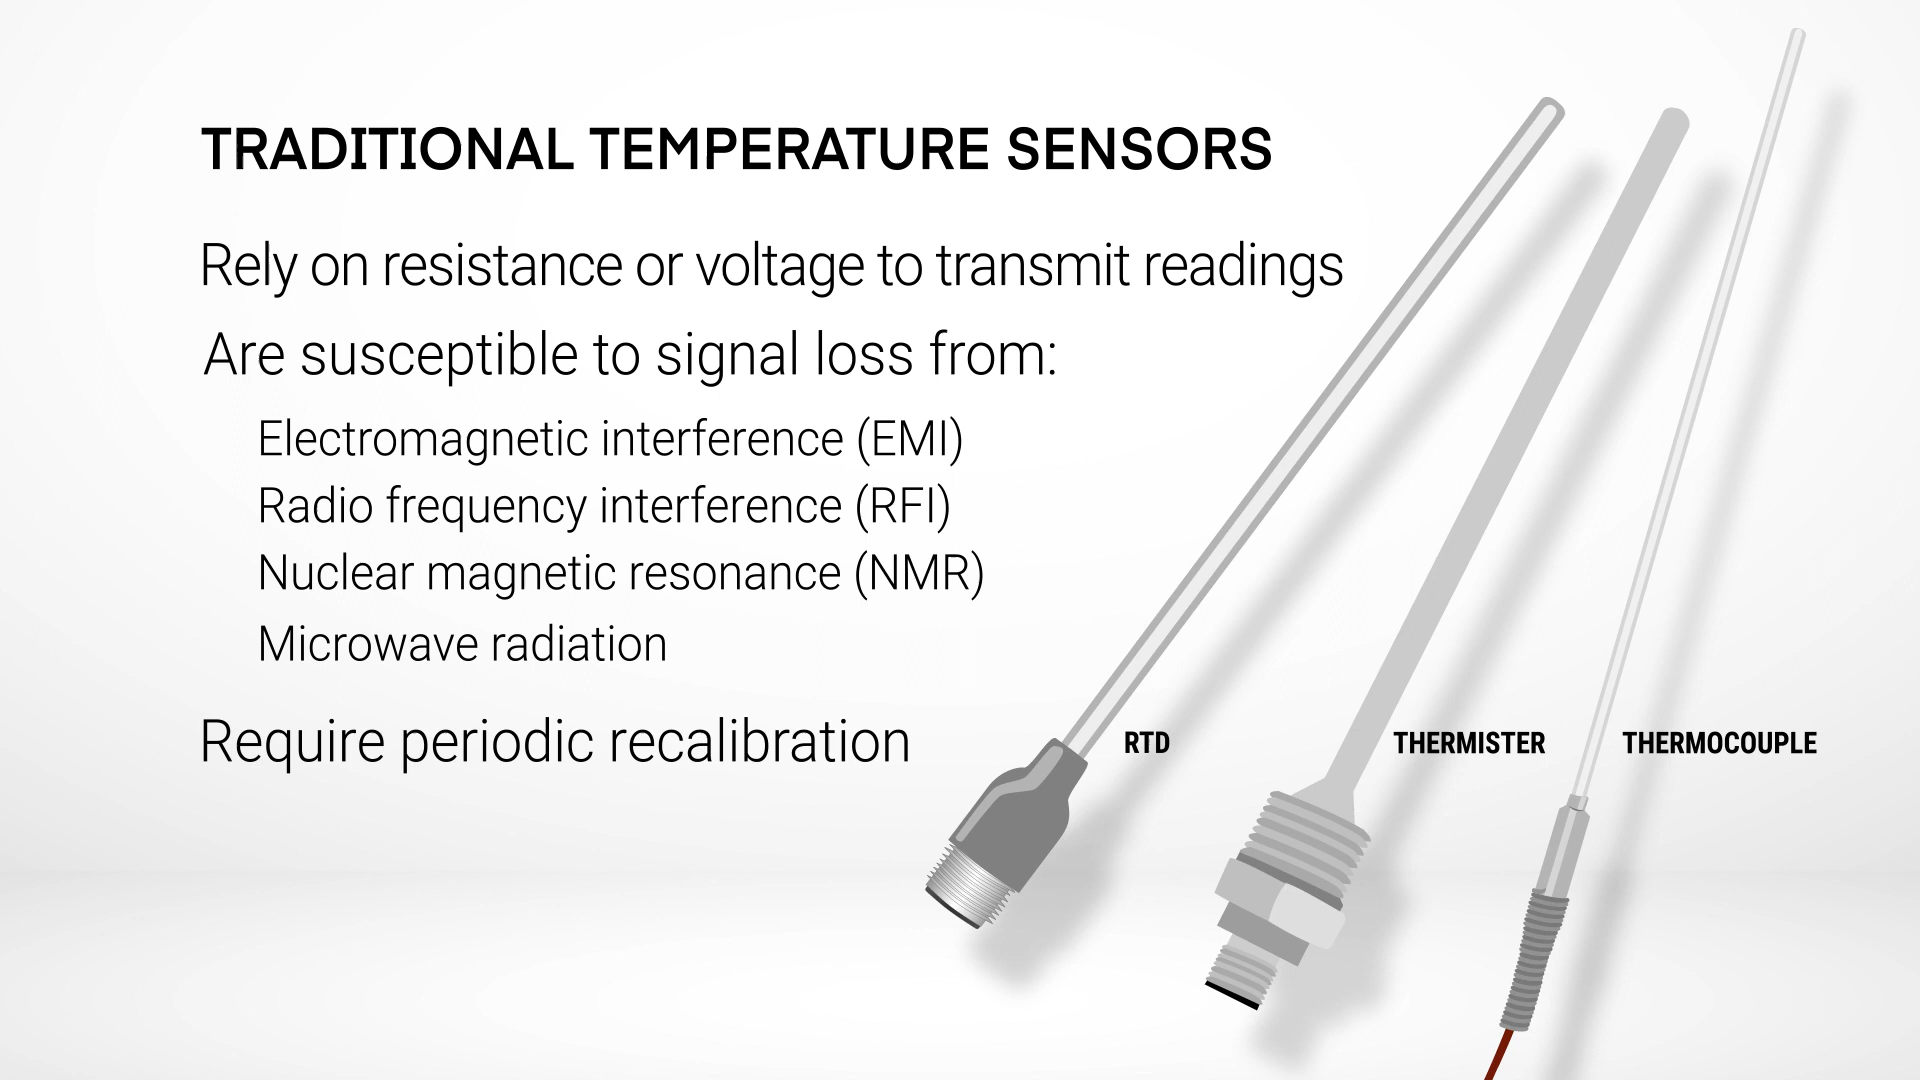 TRADITIONAL TEMPERATURE SENSORS
Rely on resistance or voltage to transmit readings
Are susceptible to signal loss from:
Electromagnetic interference (EMI)
Radio frequency interference (RFI)
Nuclear magnetic resonance (NMR)
Microwave radiation
Require periodic recalibration
RTD
THERMISTER
THERMOCOUPLE